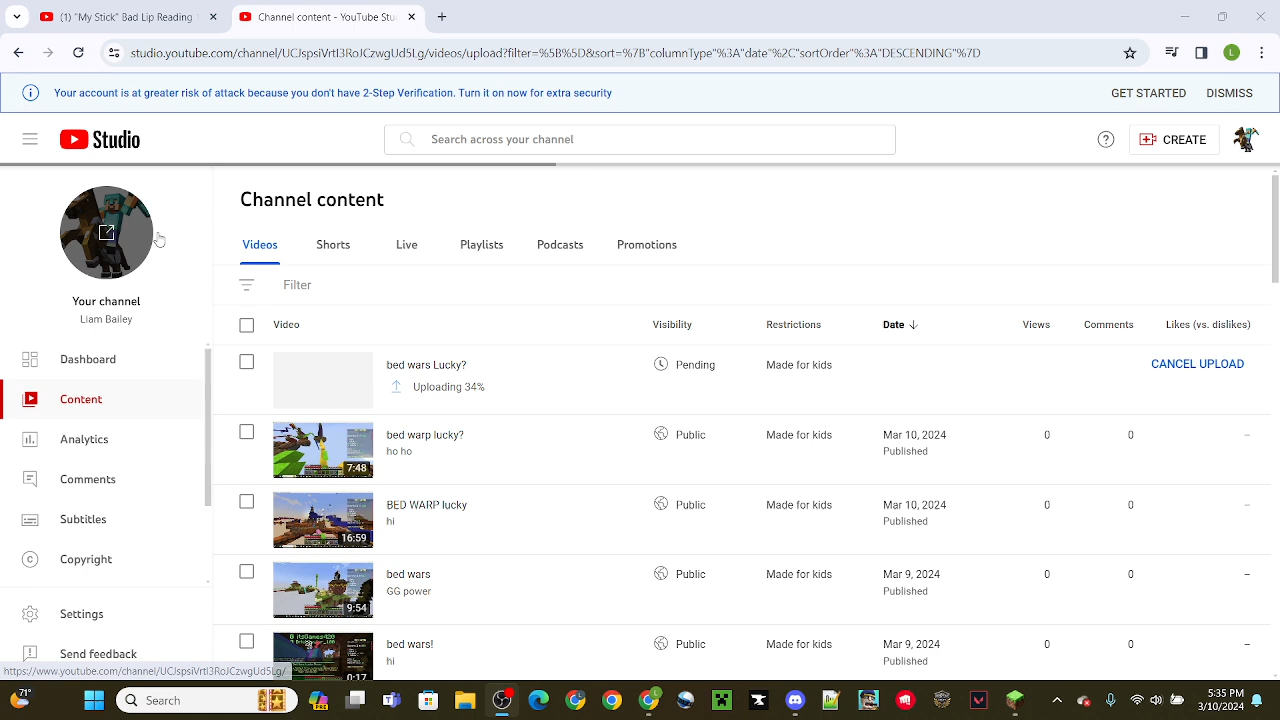 (1) "My Stick" Bad Lip Reading
Channel content - YouTube Stu
studio.youtube.com/channel/UCJspsiVrtI3RoJCzwgUd5Lg/videos/upload?filter=%5B%5D&sort=%7B"columnType"%3A"date"%2C"sortOrder"%3A"DESCENDING"%7D
Your account is at greater risk of attack because you don't have 2-Step Verification. Turn it on now for extra security
GET STARTED
DISMISS
Studio
Search across your channel
CREATE
Your channel
Liam Bailey
Dashboard
Content
Analytics
Comments
Subtitles
Copyright
Settings
Send feedback
Channel content
Videos Shorts Live Playlists Podcasts Promotions
Filter
Video Visibility Restrictions Date Views Comments Likes (vs. dislikes)
bed wars Lucky? Pending Made for kids CANCEL UPLOAD
Uploading 34%
bed warp lucky? Public Made for kids Mar 10, 2024 0 0 –
ho ho Published
7:48
BED WARP lucky Public Made for kids Mar 10, 2024 0 0 –
hi Published
16:59
bed wars Public Made for kids Mar 9, 2024 0 0 –
GG power Published
9:54
bed wars! Public Made for kids Mar 9, 2024 0 0 –
hi Published
0:17
https://www.youtube.com/channel/UCJspsiVrtI3RoJCzwgUd5Lg/
71°
Search
PRE
5:35 PM
3/10/2024
L